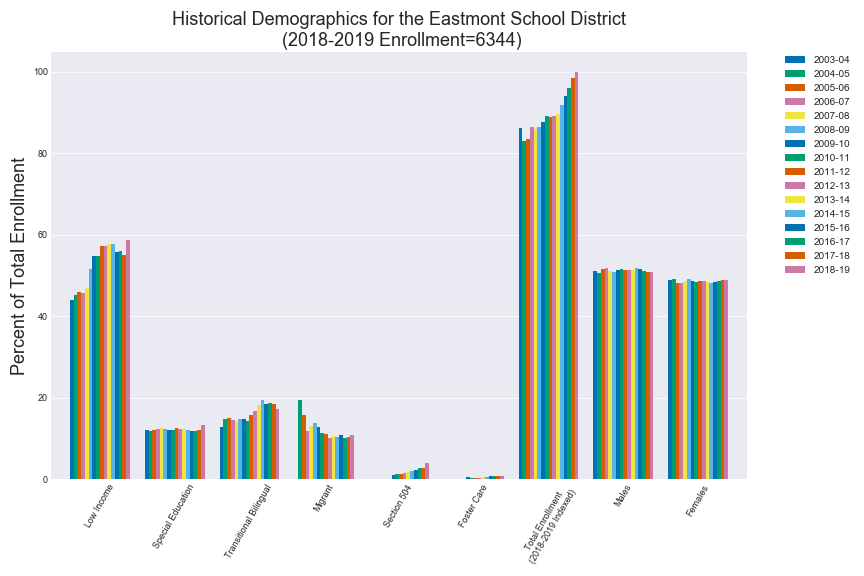 Historical Demographics for the Eastmont School District
(2018-2019 Enrollment=6344)
Percent of Total Enrollment
100
80
60
40
20
0
Low Income
Special Education
Transitional Bilingual
Migrant
Section 504
Foster Care
Total Enrollment
(2018-2019 Indexed)
Males
Females
2003-04
2004-05
2005-06
2006-07
2007-08
2008-09
2009-10
2010-11
2011-12
2012-13
2013-14
2014-15
2015-16
2016-17
2017-18
2018-19